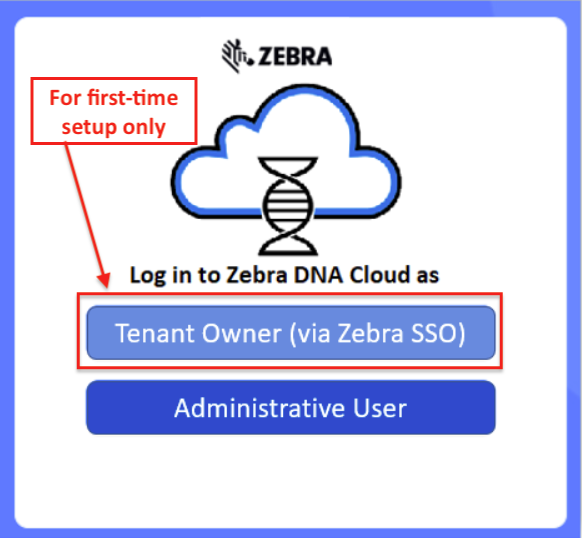 ZEBRA
For first-time
setup only
Log in to Zebra DNA Cloud as
Tenant Owner (via Zebra SSO)
Administrative User